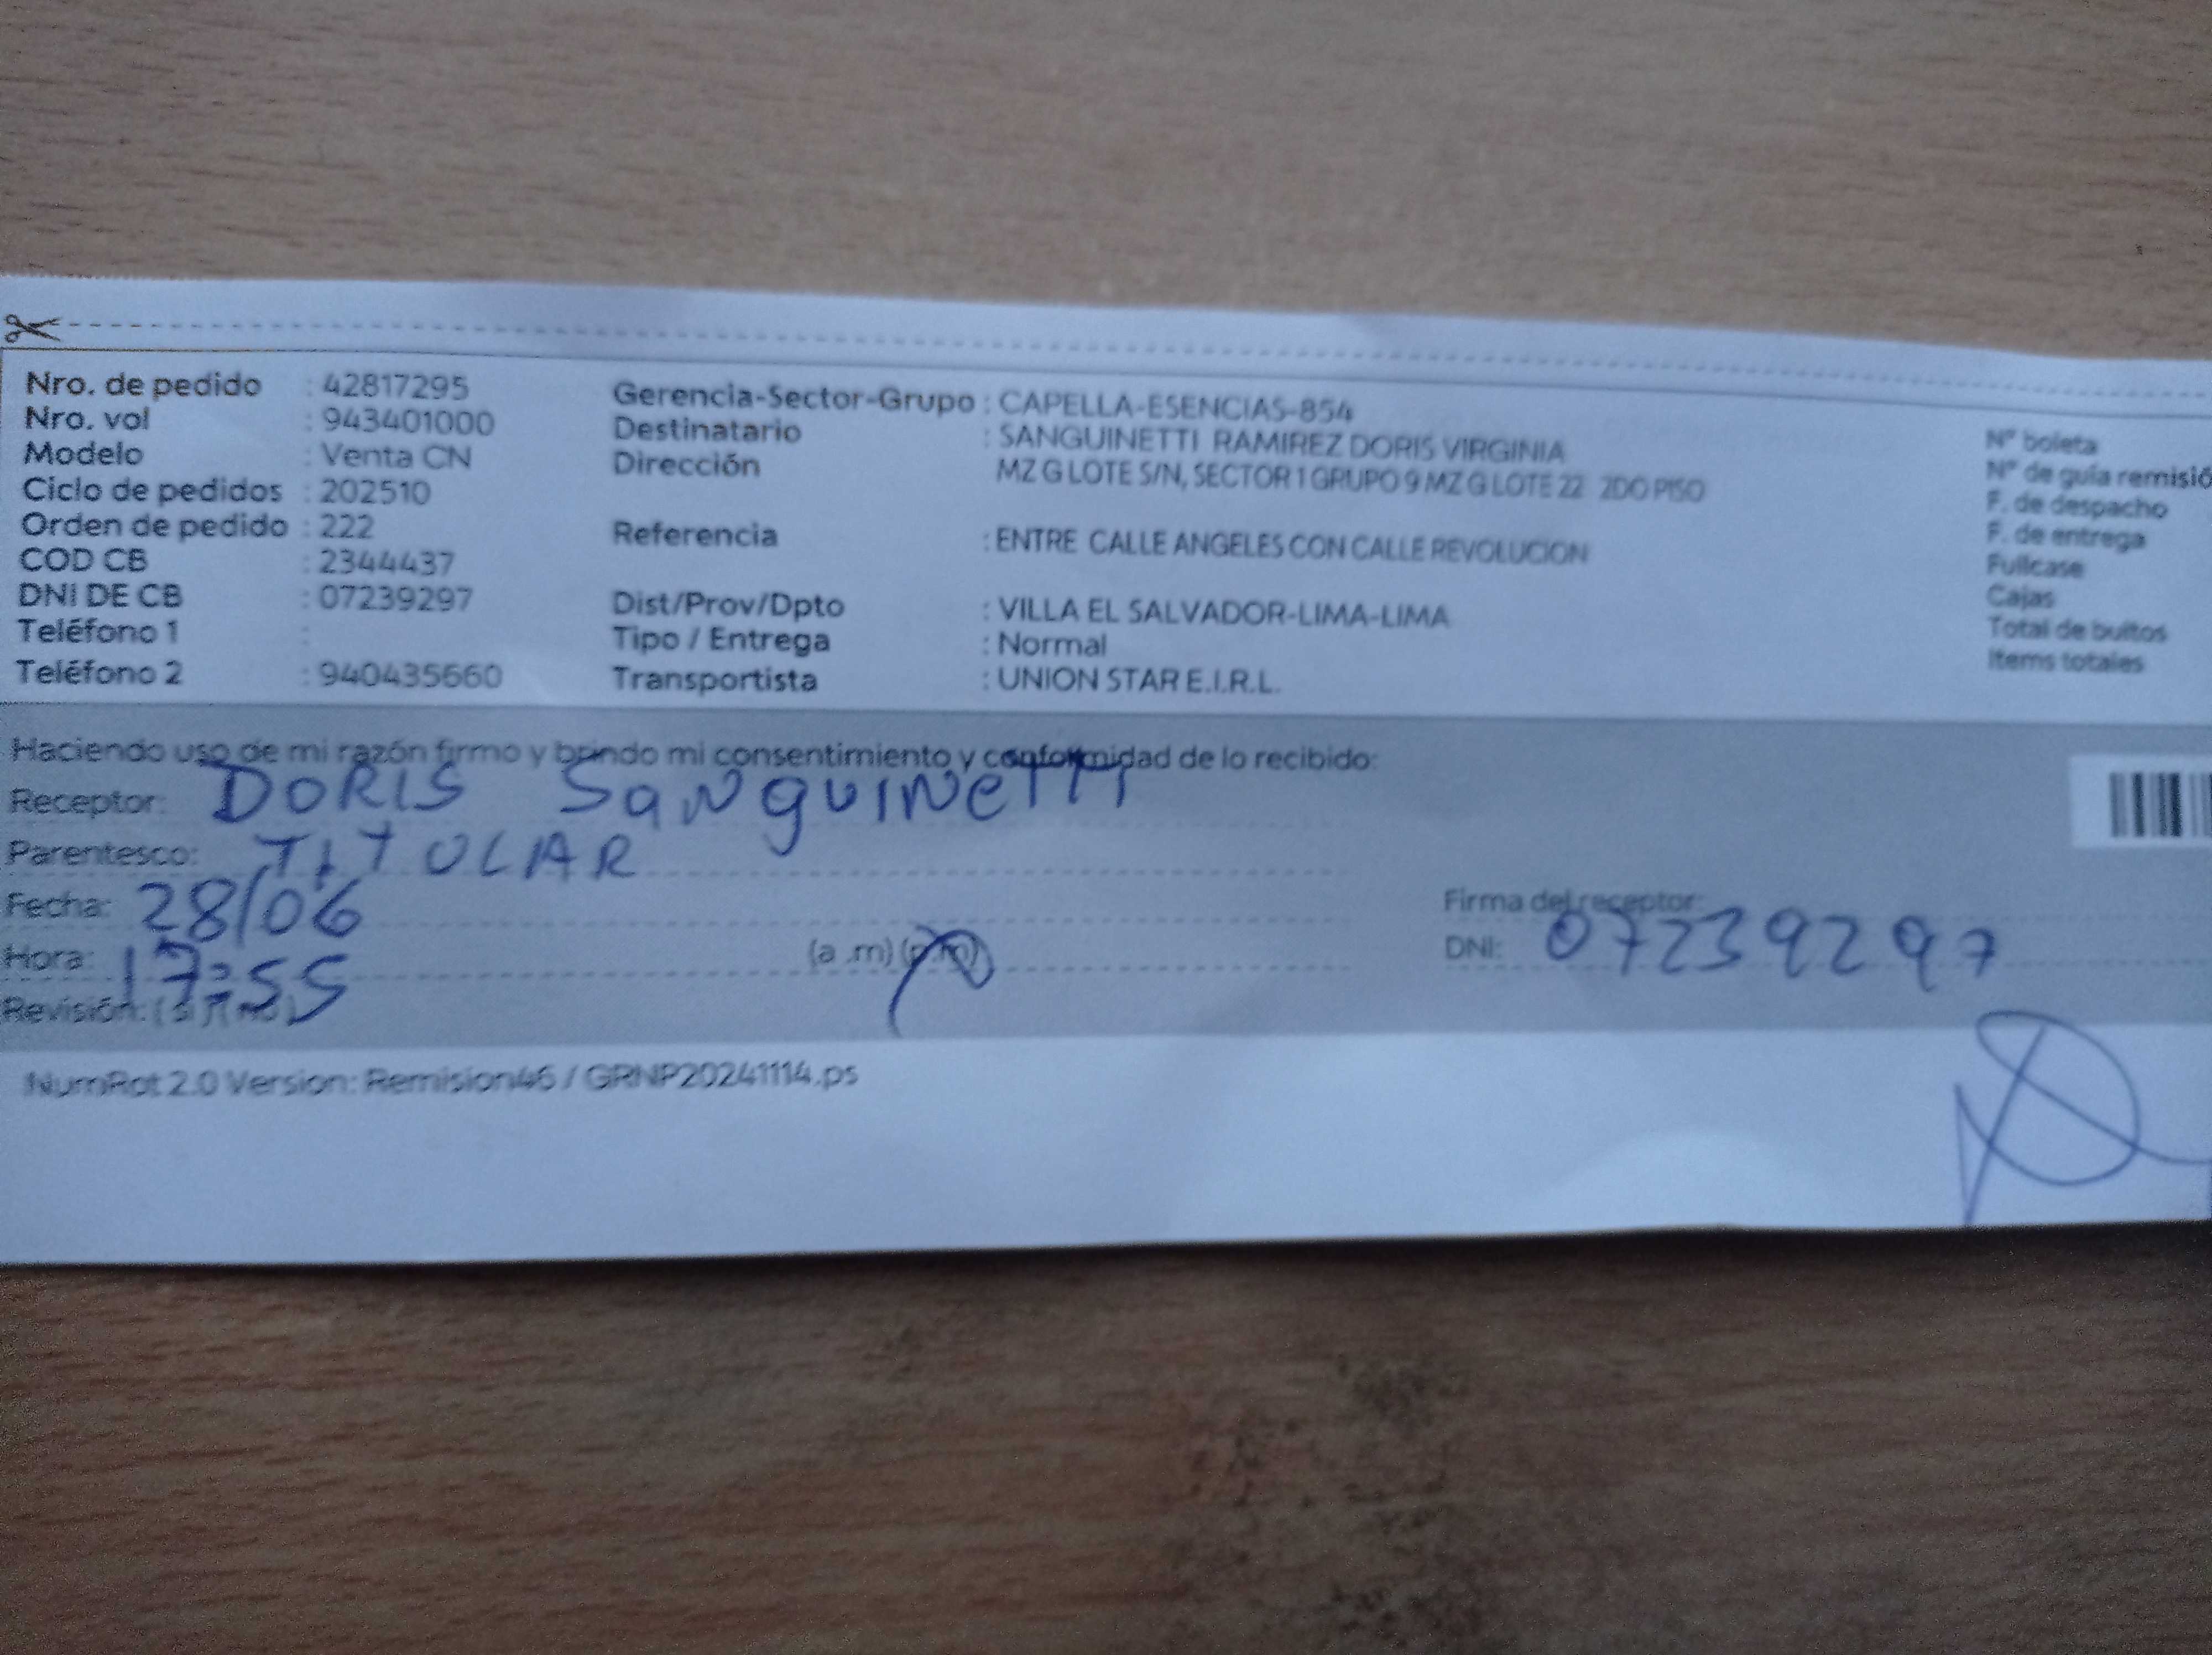 Nro. de pedido : 42817295
Nro. vol : 943401000
Modelo : Venta CN
Ciclo de pedidos : 202510
Orden de pedido : 222
COD CB : 2344437
DNI DE CB : 07239297
Teléfono 1 :
Teléfono 2 : 940435660
Gerencia-Sector-Grupo : CAPELLA-ESENCIAS-854
Destinatario : SANGUINETTI RAMIREZ DORIS VIRGINIA
Dirección MZ G LOTE S/N, SECTOR 1 GRUPO 9 MZ G LOTE 22 2DO PISO
Referencia : ENTRE CALLE ANGELES CON CALLE REVOLUCION
Dist/Prov/Dpto : VILLA EL SALVADOR-LIMA-LIMA
Tipo / Entrega : Normal
Transportista : UNION STAR E.I.R.L.
N° boleta
N° de guía remisió
F. de despacho
F. de entrega
Fullcase
Cajas
Total de bultos
Items totales
Haciendo uso de mi razón firmo y brindo mi consentimiento y conformidad de lo recibido:
Receptor: DORIS SANGUINETTI
Parentesco: TITULAR
Fecha: 28/06
Hora: 17:55 (a .m) (p.m)
Revisión: ( si ) ( no )
Firma del receptor:
DNI: 07239297
NumRot 2.0 Version: Remision46 / GRNP20241114.ps